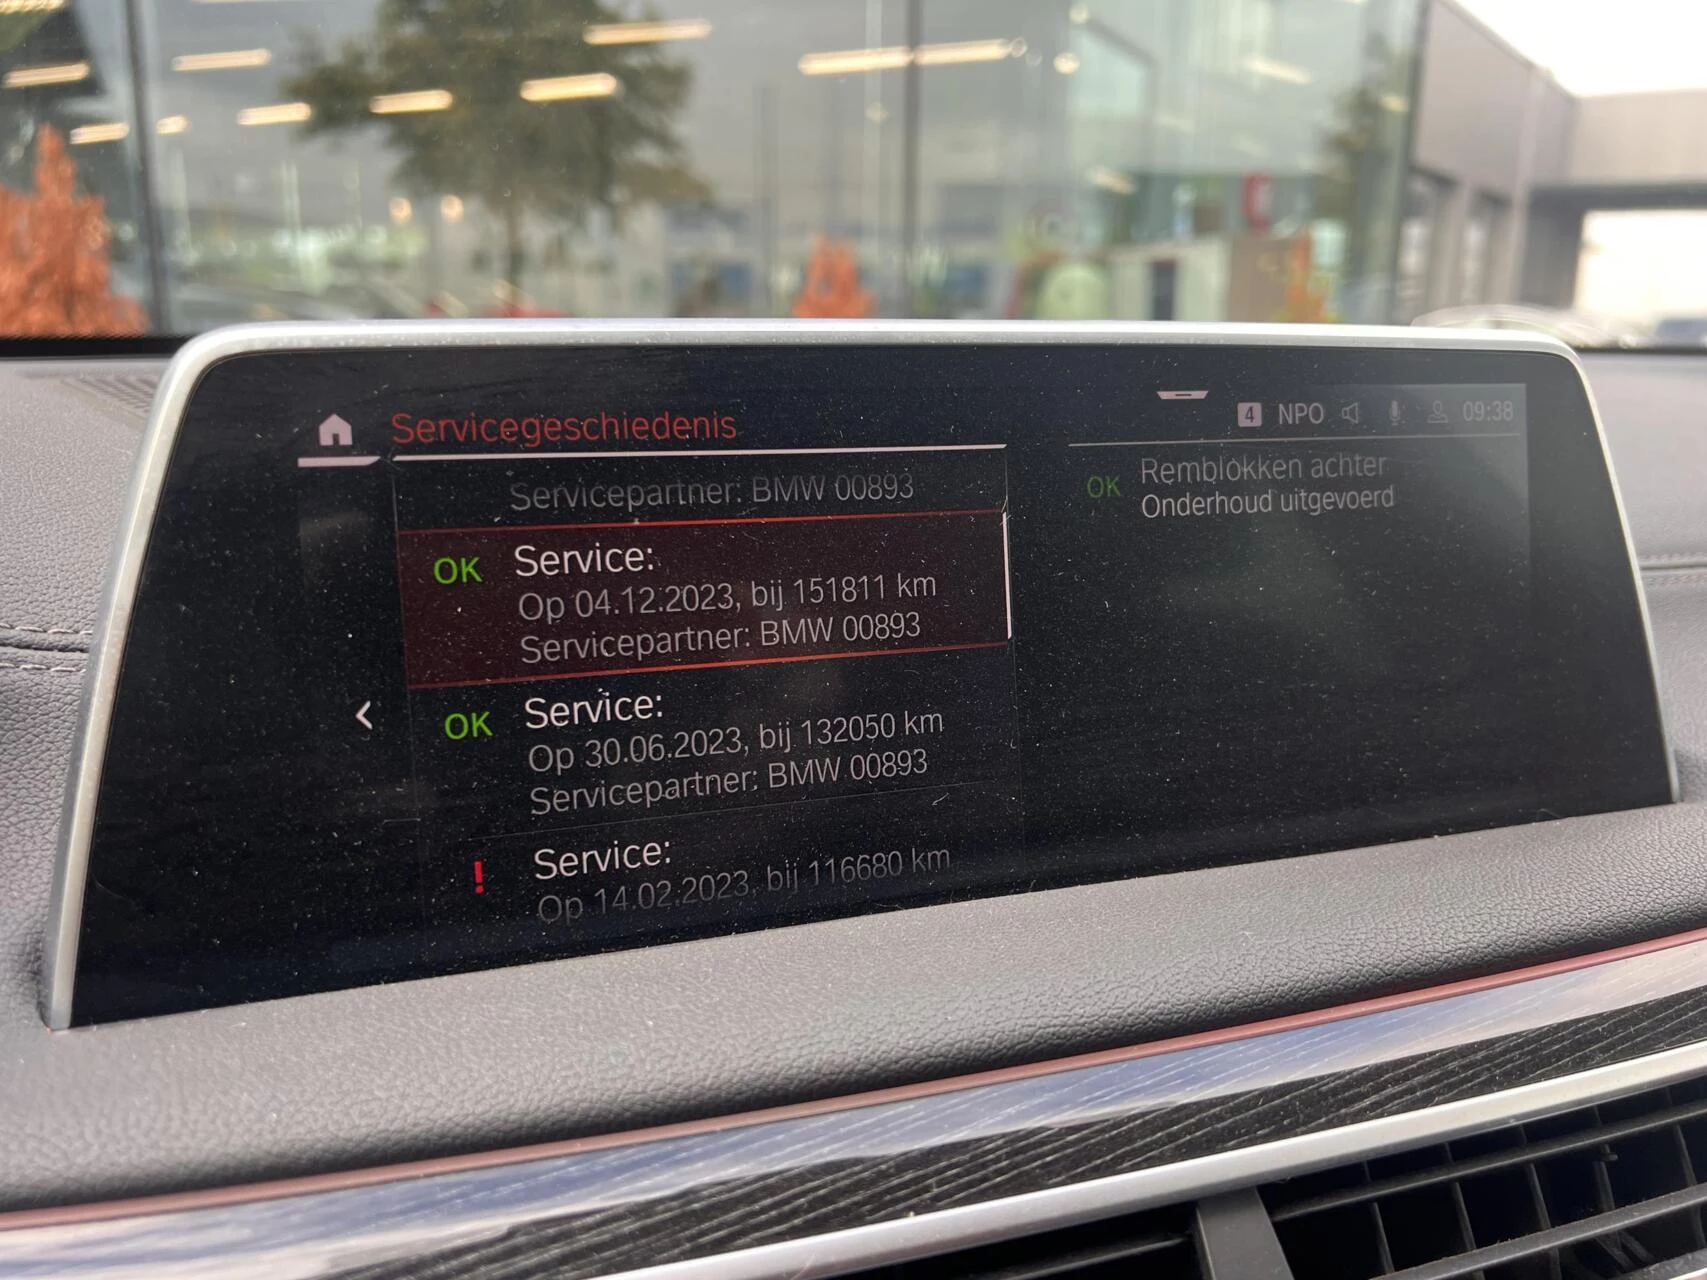 Servicegeschiedenis
4 NPO 09:38
Servicepartner: BMW 00893
OK Service:
Op 04.12.2023, bij 151811 km
Servicepartner: BMW 00893
OK Service:
Op 30.06.2023, bij 132050 km
Servicepartner: BMW 00893
! Service:
Op 14.02.2023, bij 116680 km
OK Remblokken achter
Onderhoud uitgevoerd